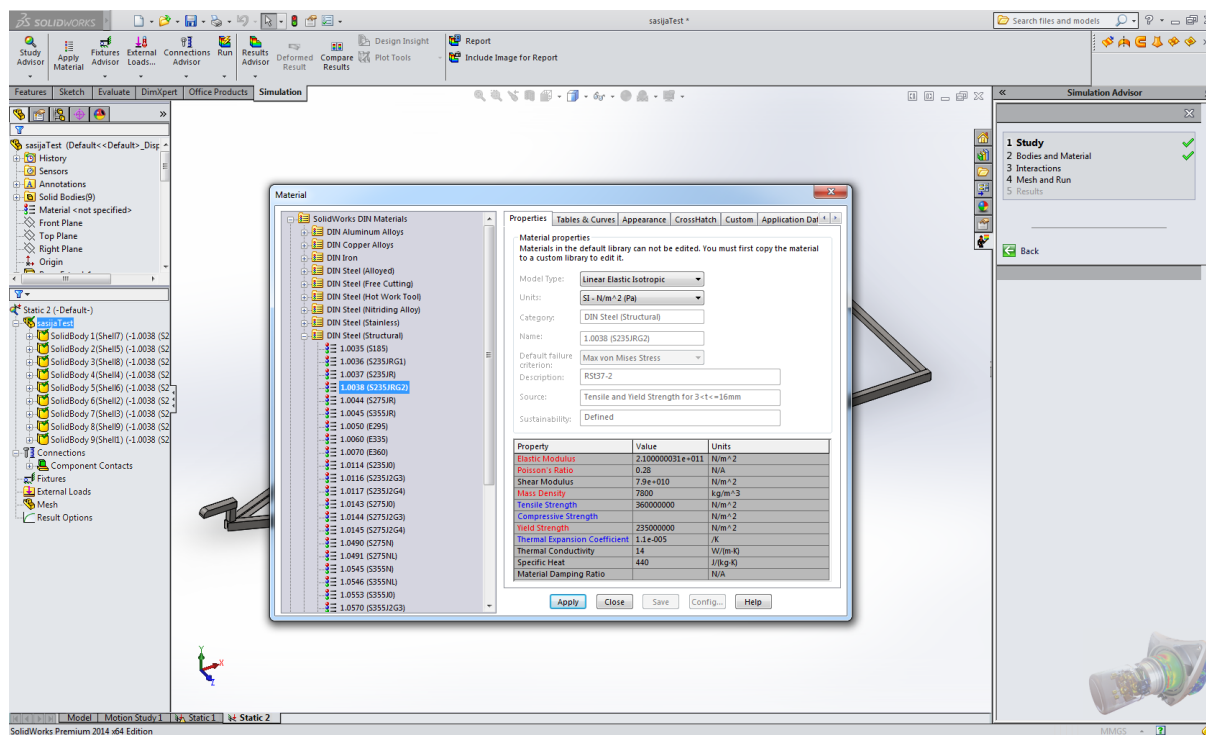 SOLIDWORKS
sasijaTest *
Search files and models
Study Advisor
Apply Material
Fixtures Advisor
External Loads...
Connections Advisor
Run
Results Advisor
Deformed Result
Compare Results
Design Insight
Plot Tools
Report
Include Image for Report
Features Sketch Evaluate DimXpert Office Products Simulation
sasijaTest (Default<<Default>_Disp
History
Sensors
Annotations
Solid Bodies(9)
Material <not specified>
Front Plane
Top Plane
Right Plane
Origin
Static 2 (-Default-)
sasijaTest
SolidBody 1(Shell7) (-1.0038 (S2
SolidBody 2(Shell5) (-1.0038 (S2
SolidBody 3(Shell8) (-1.0038 (S2
SolidBody 4(Shell4) (-1.0038 (S2
SolidBody 5(Shell6) (-1.0038 (S2
SolidBody 6(Shell2) (-1.0038 (S2
SolidBody 7(Shell3) (-1.0038 (S2
SolidBody 8(Shell9) (-1.0038 (S2
SolidBody 9(Shell1) (-1.0038 (S2
Connections
Component Contacts
Fixtures
External Loads
Mesh
Result Options
Material
SolidWorks DIN Materials
DIN Aluminum Alloys
DIN Copper Alloys
DIN Iron
DIN Steel (Alloyed)
DIN Steel (Free Cutting)
DIN Steel (Hot Work Tool)
DIN Steel (Nitriding Alloy)
DIN Steel (Stainless)
DIN Steel (Structural)
1.0035 (S185)
1.0036 (S235JRG1)
1.0037 (S235JR)
1.0038 (S235JRG2)
1.0044 (S275JR)
1.0045 (S355JR)
1.0050 (E295)
1.0060 (E335)
1.0070 (E360)
1.0114 (S235J0)
1.0116 (S235J2G3)
1.0117 (S235J2G4)
1.0143 (S275J0)
1.0144 (S275J2G3)
1.0145 (S275J2G4)
1.0490 (S275N)
1.0491 (S275NL)
1.0545 (S355N)
1.0546 (S355NL)
1.0553 (S355J0)
1.0570 (S355J2G3)
Properties Tables & Curves Appearance CrossHatch Custom Application Dat
Material properties
Materials in the default library can not be edited. You must first copy the material
to a custom library to edit it.
Model Type: Linear Elastic Isotropic
Units: SI - N/m^2 (Pa)
Category: DIN Steel (Structural)
Name: 1.0038 (S235JRG2)
Default failure criterion: Max von Mises Stress
Description: RSt37-2
Source: Tensile and Yield Strength for 3<t<=16mm
Sustainability: Defined
Property Value Units
Elastic Modulus 2.100000031e+011 N/m^2
Poisson's Ratio 0.28 N/A
Shear Modulus 7.9e+010 N/m^2
Mass Density 7800 kg/m^3
Tensile Strength 360000000 N/m^2
Compressive Strength N/m^2
Yield Strength 235000000 N/m^2
Thermal Expansion Coefficient 1.1e-005 /K
Thermal Conductivity 14 W/(m·K)
Specific Heat 440 J/(kg·K)
Material Damping Ratio N/A
Apply Close Save Config... Help
Simulation Advisor
1 Study
2 Bodies and Material
3 Interactions
4 Mesh and Run
5 Results
Back
Y
X
Z
Model Motion Study 1 Static 1 Static 2
SolidWorks Premium 2014 x64 Edition
MMGS